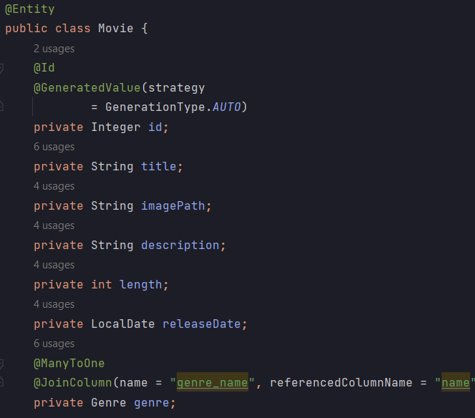 @Entity
public class Movie {
2 usages
@Id
@GeneratedValue(strategy
= GenerationType.AUTO)
private Integer id;
6 usages
private String title;
4 usages
private String imagePath;
4 usages
private String description;
4 usages
private int length;
4 usages
private LocalDate releaseDate;
6 usages
@ManyToOne
@JoinColumn(name = "genre_name", referencedColumnName = "name"
private Genre genre;